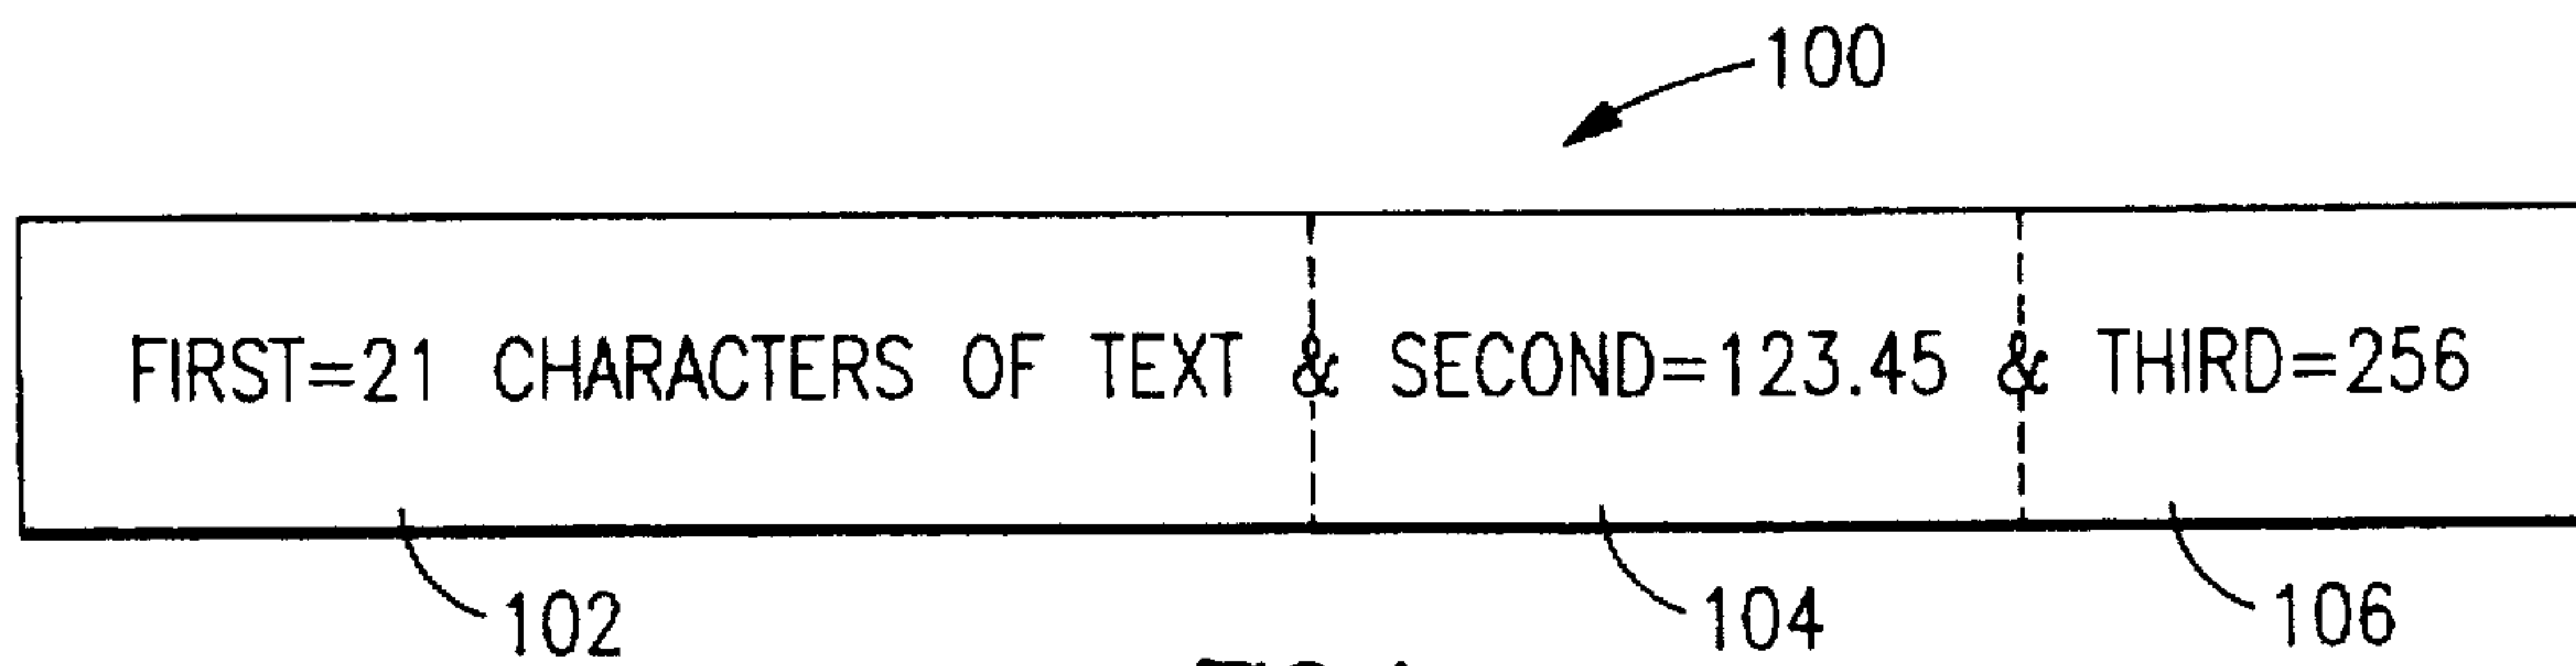 100
FIRST=21 CHARACTERS OF TEXT & SECOND=123.45 & THIRD=256
102
104
106